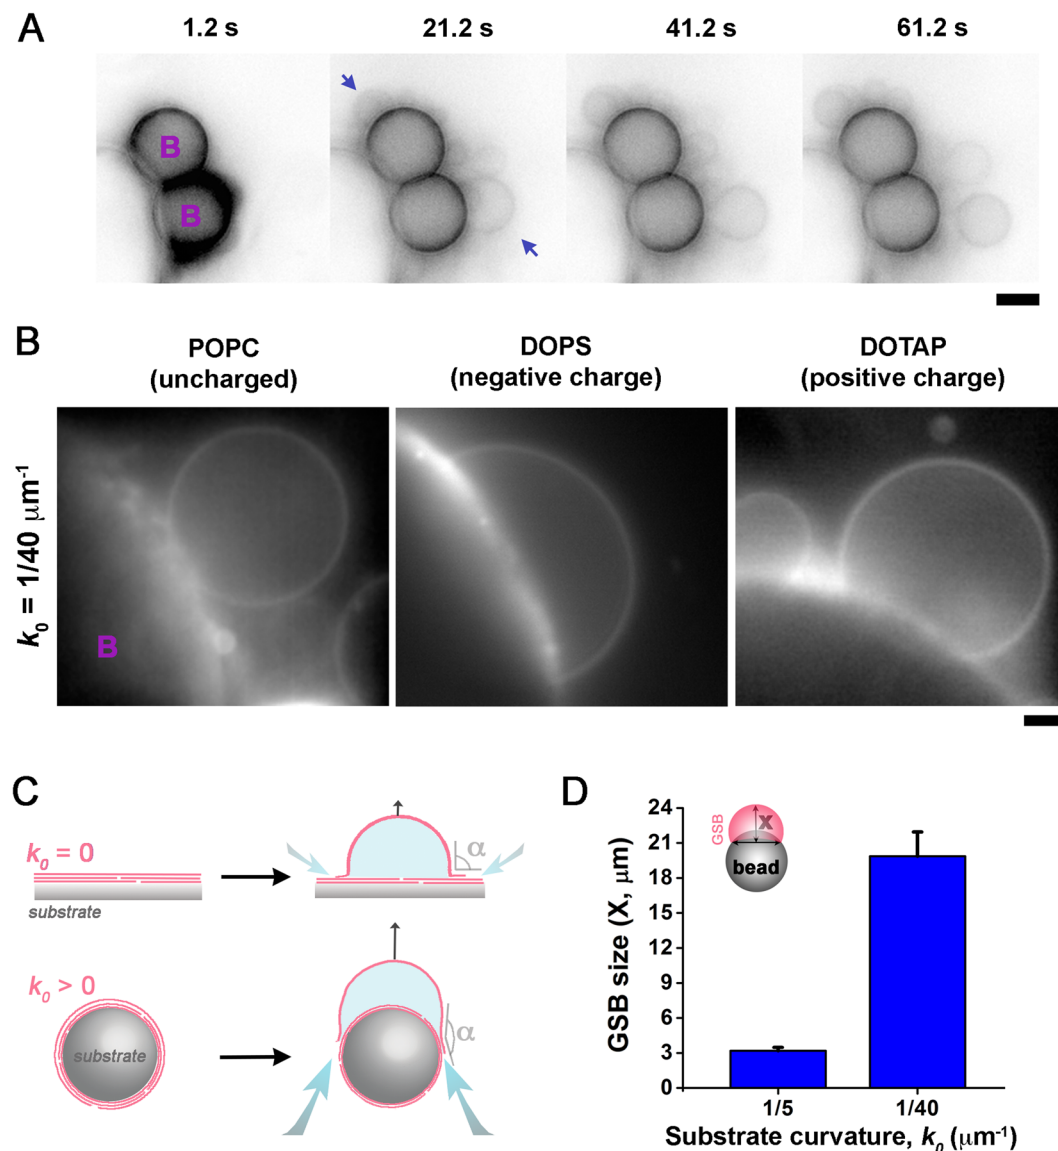 A
1.2 s 21.2 s 41.2 s 61.2 s
B
B
B
POPC
(uncharged)
DOPS
(negative charge)
DOTAP
(positive charge)
k₀ = 1/40 μm⁻¹
B
C
k₀ = 0
substrate
α
k₀ > 0
substrate
α
D
GSB size (X, μm)
24
21
18
15
12
9
6
3
0
GSB
X
bead
1/5 1/40
Substrate curvature, k₀ (μm⁻¹)